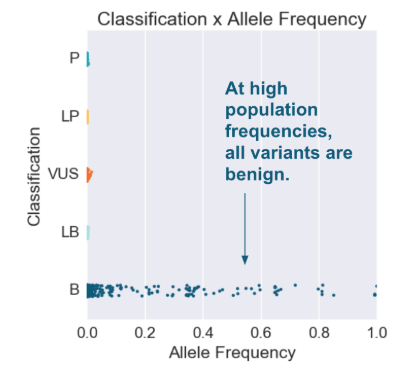 Classification x Allele Frequency
P
LP
VUS
LB
B
Classification
At high
population
frequencies,
all variants are
benign.
0.0 0.2 0.4 0.6 0.8 1.0
Allele Frequency